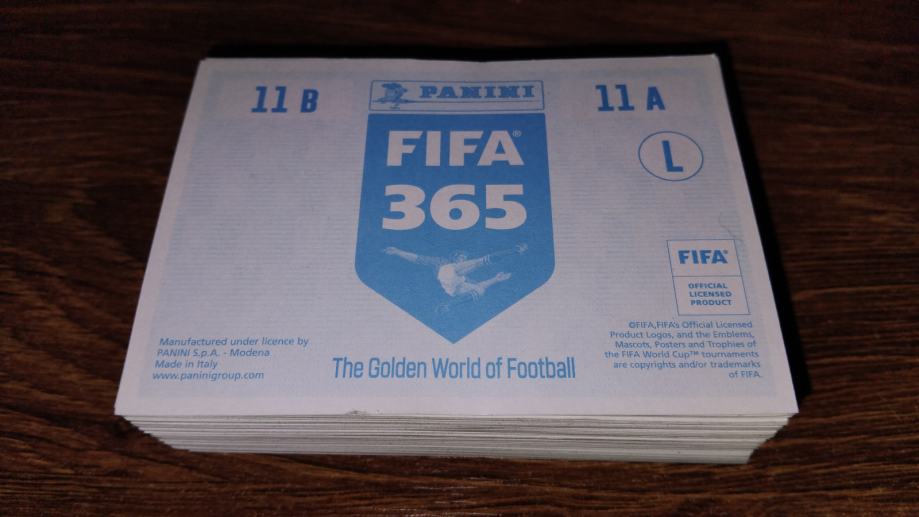 11 B
PANINI
11 A
FIFA®
365
L
FIFA®
OFFICIAL
LICENSED
PRODUCT
Manufactured under licence by
PANINI S.p.A. - Modena
Made in Italy
www.paninigroup.com
The Golden World of Football
©FIFA,FIFA's Official Licensed
Product Logos, and the Emblems,
Mascots, Posters and Trophies of
the FIFA World Cup™ tournaments
are copyrights and/or trademarks
of FIFA.